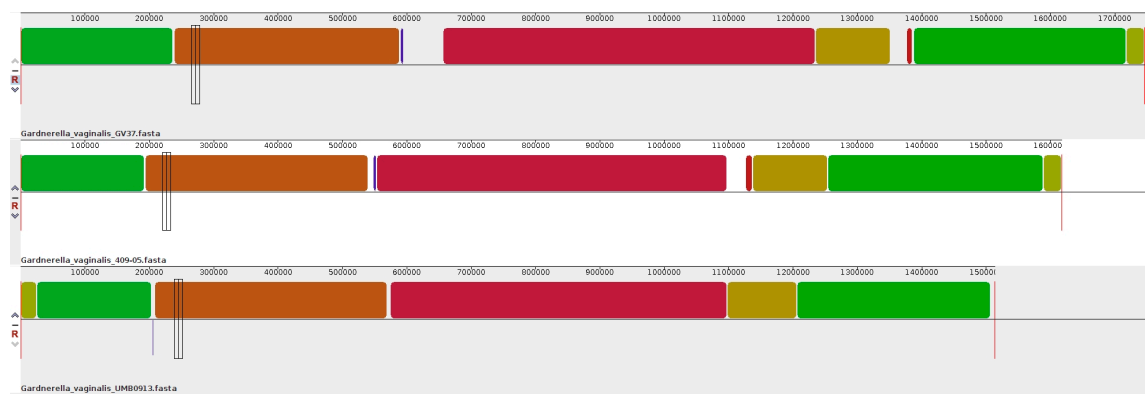 100000 200000 300000 400000 500000 600000 700000 800000 900000 1000000 1100000 1200000 1300000 1400000 1500000 1600000 1700000
R
Gardnerella_vaginalis_GV37.fasta
100000 200000 300000 400000 500000 600000 700000 800000 900000 1000000 1100000 1200000 1300000 1400000 1500000 160000
R
Gardnerella_vaginalis_409-05.fasta
100000 200000 300000 400000 500000 600000 700000 800000 900000 1000000 1100000 1200000 1300000 1400000 150000
R
Gardnerella_vaginalis_UMB0913.fasta